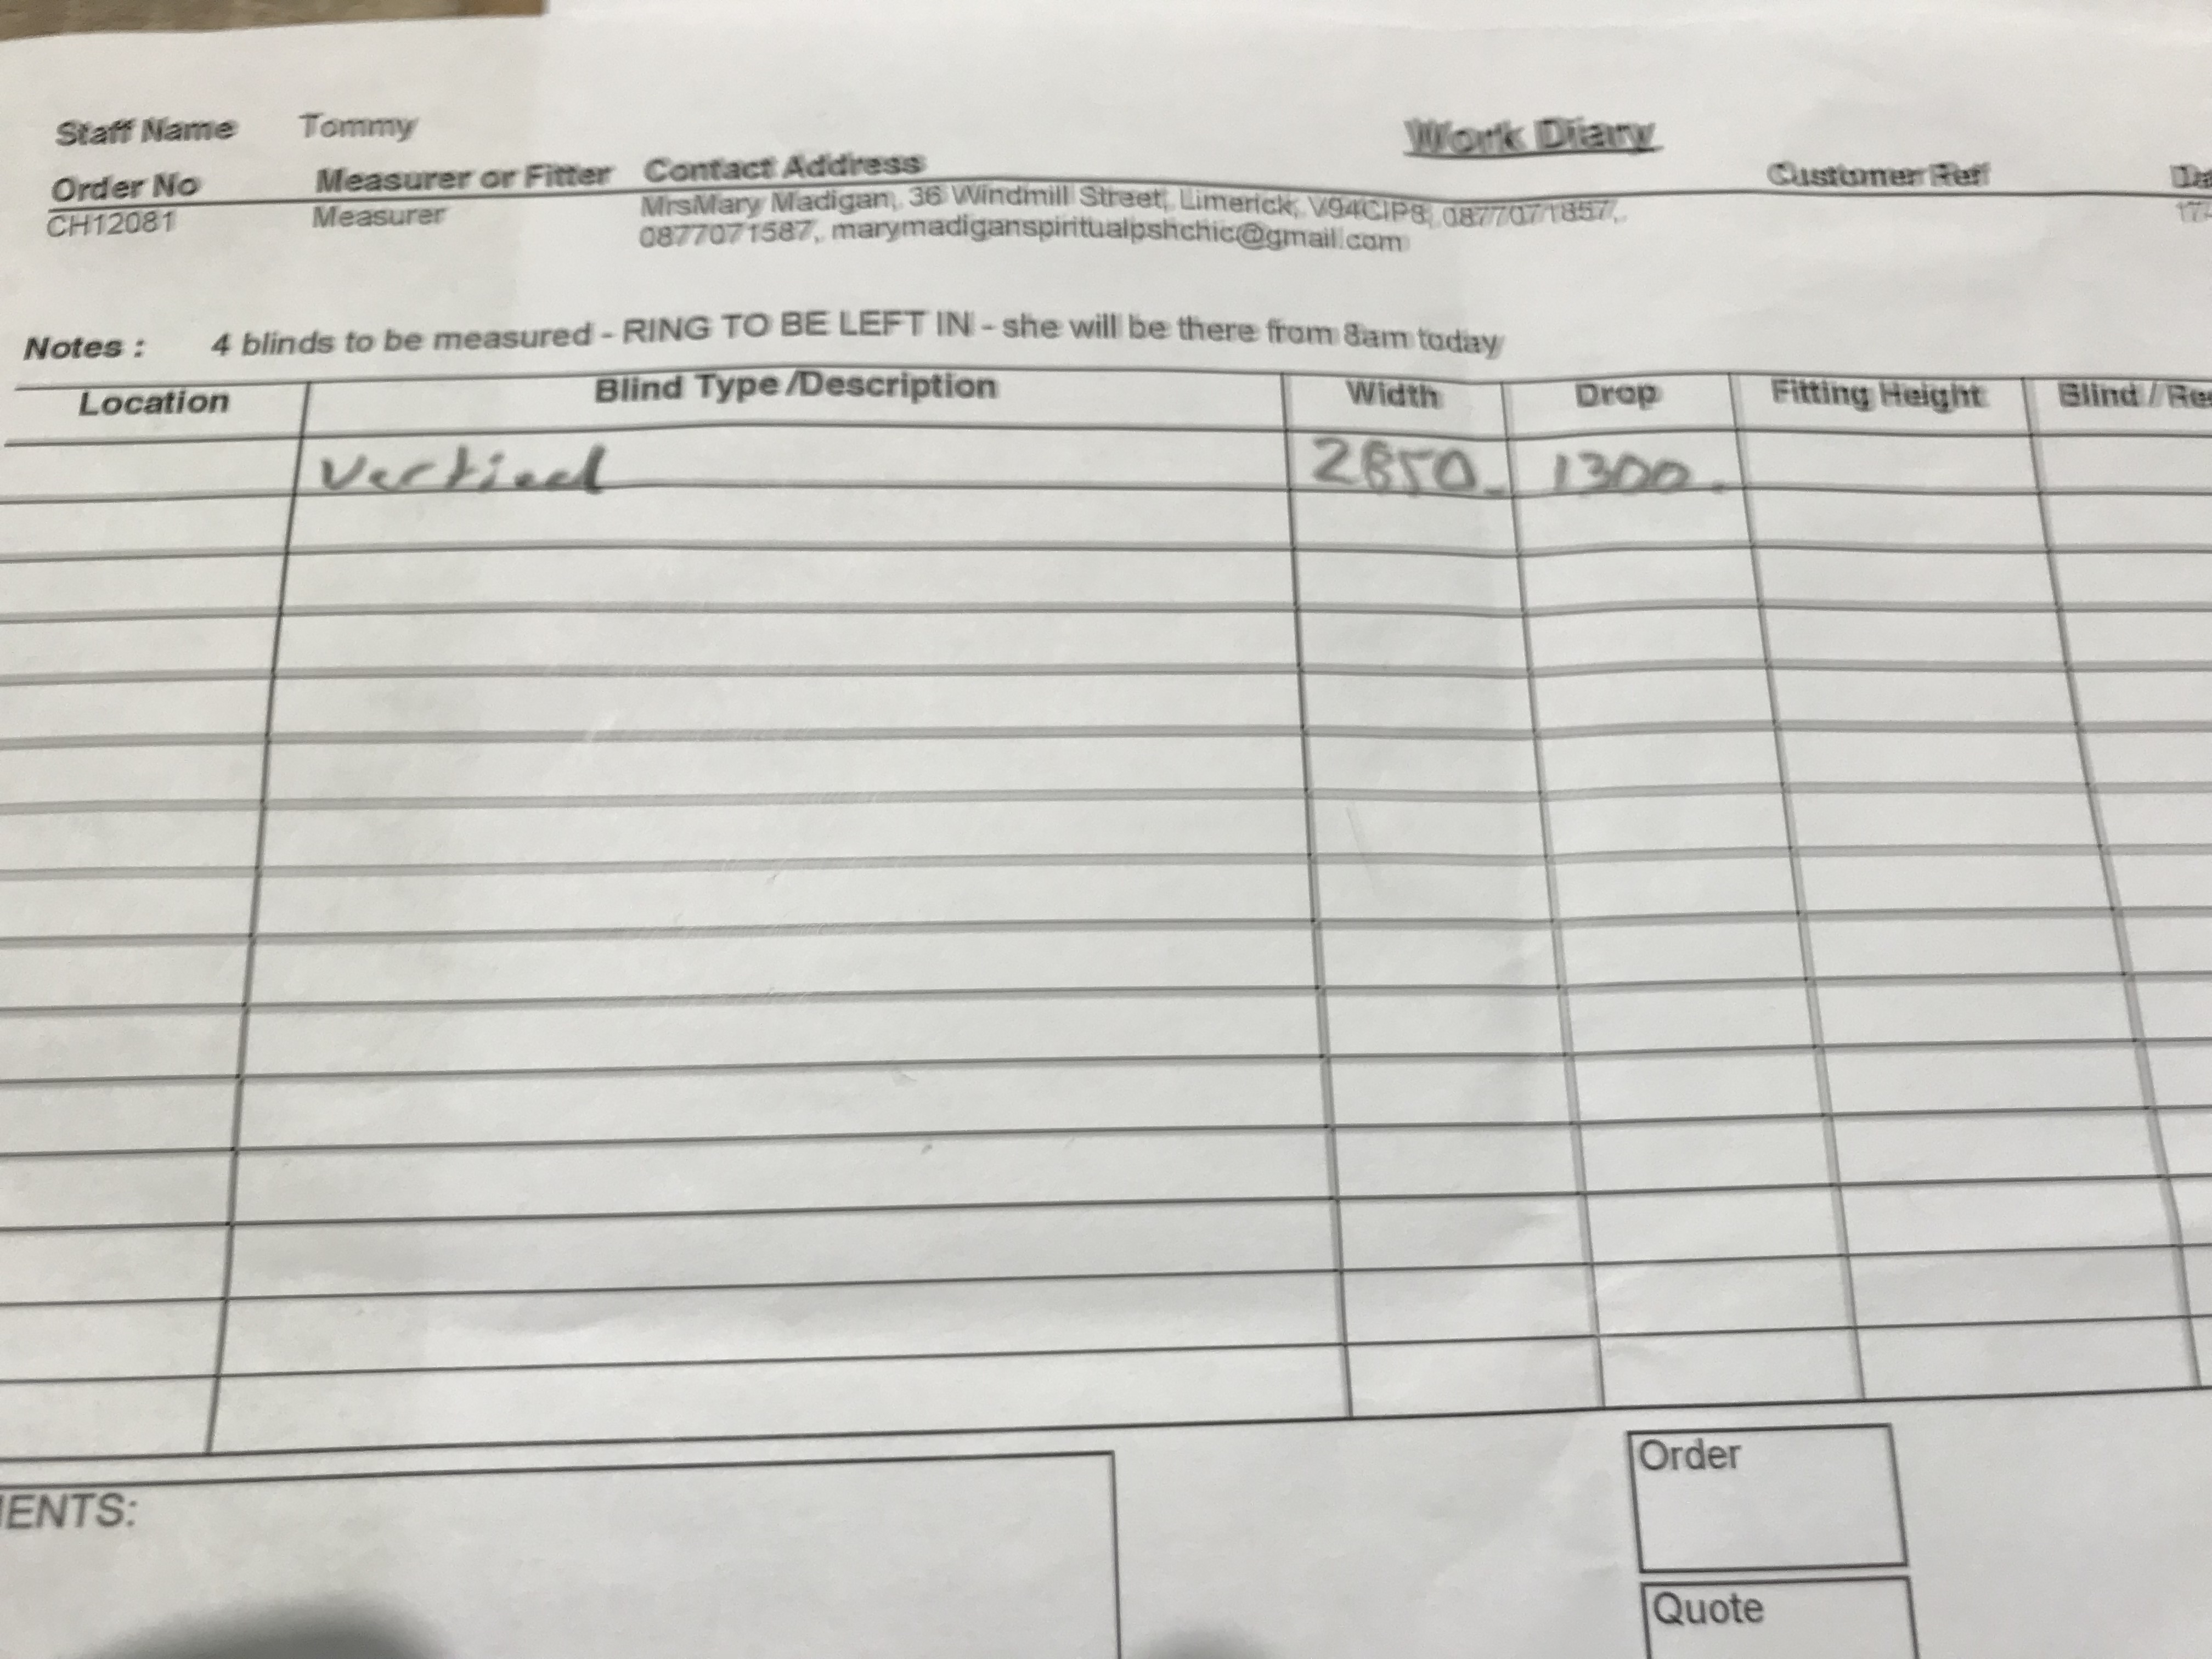 Work Diary
Staff Name Tommy
Order No Measurer or Fitter Contact Address Customer Ref
CH12081 Measurer MrsMary Madigan, 36 Windmill Street, Limerick, V94C1P8, 0877071857,
0877071587, marymadiganspiritualpshchic@gmail.com
Notes : 4 blinds to be measured - RING TO BE LEFT IN - she will be there from 8am today
Location Blind Type /Description Width Drop Fitting Height Blind /
Vertical 2850 1300
ENTS:
Order
Quote